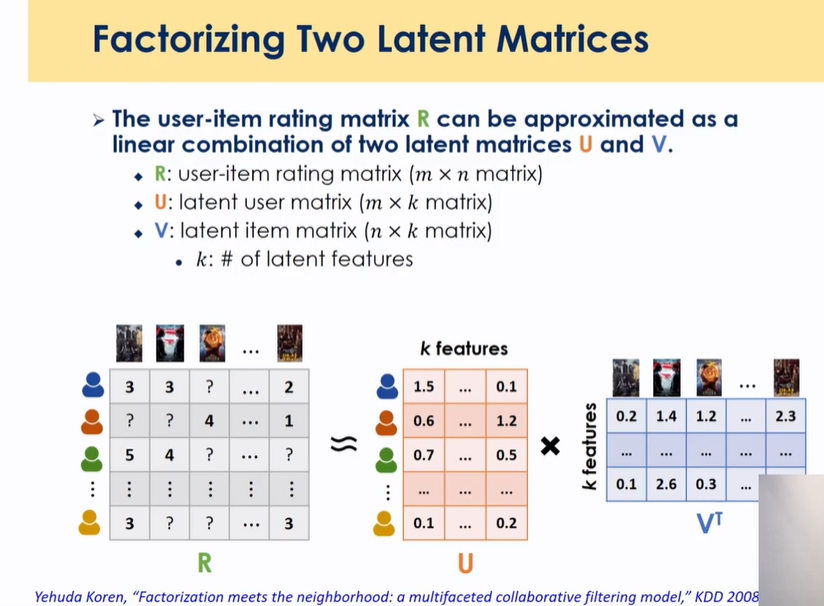 Factorizing Two Latent Matrices
➢ The user-item rating matrix R can be approximated as a
linear combination of two latent matrices U and V.
◆ R: user-item rating matrix (m × n matrix)
◆ U: latent user matrix (m × k matrix)
◆ V: latent item matrix (n × k matrix)
• k: # of latent features
...
3 3 ? ... 2
? ? 4 ... 1
5 4 ? ... ?
⋮ ⋮ ⋮ ⋮ ⋮ ⋮
3 ? ? ... 3
R
≈
k features
1.5 ... 0.1
0.6 ... 1.2
0.7 ... 0.5
⋮ ... ... ...
0.1 ... 0.2
U
×
...
k features
0.2 1.4 1.2 ... 2.3
... ... ... ... ...
0.1 2.6 0.3 ...
Vᵀ
Yehuda Koren, “Factorization meets the neighborhood: a multifaceted collaborative filtering model,” KDD 2008